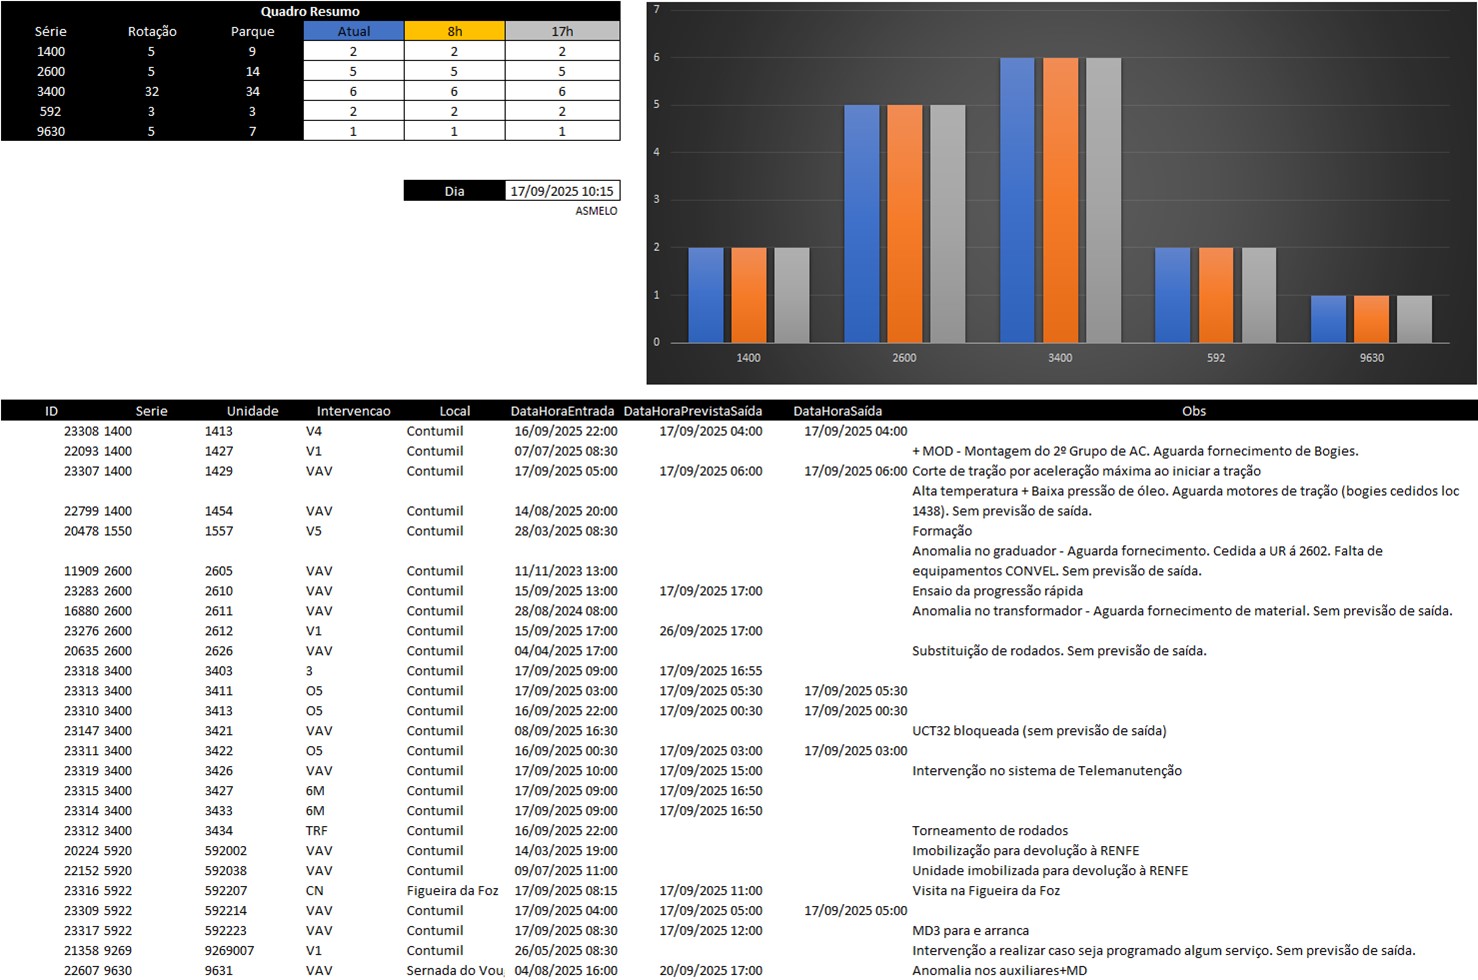 Quadro Resumo
Série Rotação Parque Atual 8h 17h
1400 5 9 2 2 2
2600 5 14 5 5 5
3400 32 34 6 6 6
592 3 3 2 2 2
9630 5 7 1 1 1
Dia 17/09/2025 10:15
ASMELO
7
6
5
4
3
2
1
0
1400 2600 3400 592 9630
ID Serie Unidade Intervencao Local DataHoraEntrada DataHoraPrevistaSaída DataHoraSaída Obs
23308 1400 1413 V4 Contumil 16/09/2025 22:00 17/09/2025 04:00 17/09/2025 04:00
22093 1400 1427 V1 Contumil 07/07/2025 08:30 + MOD - Montagem do 2º Grupo de AC. Aguarda fornecimento de Bogies.
23307 1400 1429 VAV Contumil 17/09/2025 05:00 17/09/2025 06:00 17/09/2025 06:00 Corte de tração por aceleração máxima ao iniciar a tração
Alta temperatura + Baixa pressão de óleo. Aguarda motores de tração (bogies cedidos loc
22799 1400 1454 VAV Contumil 14/08/2025 20:00 1438). Sem previsão de saída.
20478 1550 1557 V5 Contumil 28/03/2025 08:30 Formação
Anomalia no graduador - Aguarda fornecimento. Cedida a UR á 2602. Falta de
11909 2600 2605 VAV Contumil 11/11/2023 13:00 equipamentos CONVEL. Sem previsão de saída.
23283 2600 2610 VAV Contumil 15/09/2025 13:00 17/09/2025 17:00 Ensaio da progressão rápida
16880 2600 2611 VAV Contumil 28/08/2024 08:00 Anomalia no transformador - Aguarda fornecimento de material. Sem previsão de saída.
23276 2600 2612 V1 Contumil 15/09/2025 17:00 26/09/2025 17:00
20635 2600 2626 VAV Contumil 04/04/2025 17:00 Substituição de rodados. Sem previsão de saída.
23318 3400 3403 3 Contumil 17/09/2025 09:00 17/09/2025 16:55
23313 3400 3411 O5 Contumil 17/09/2025 03:00 17/09/2025 05:30 17/09/2025 05:30
23310 3400 3413 O5 Contumil 16/09/2025 22:00 17/09/2025 00:30 17/09/2025 00:30
23147 3400 3421 VAV Contumil 08/09/2025 16:30 UCT32 bloqueada (sem previsão de saída)
23311 3400 3422 O5 Contumil 16/09/2025 00:30 17/09/2025 03:00 17/09/2025 03:00
23319 3400 3426 VAV Contumil 17/09/2025 10:00 17/09/2025 15:00 Intervenção no sistema de Telemanutenção
23315 3400 3427 6M Contumil 17/09/2025 09:00 17/09/2025 16:50
23314 3400 3433 6M Contumil 17/09/2025 09:00 17/09/2025 16:50
23312 3400 3434 TRF Contumil 16/09/2025 22:00 Torneamento de rodados
20224 5920 592002 VAV Contumil 14/03/2025 19:00 Imobilização para devolução à RENFE
22152 5920 592038 VAV Contumil 09/07/2025 11:00 Unidade imobilizada para devolução à RENFE
23316 5922 592207 CN Figueira da Foz 17/09/2025 08:15 17/09/2025 11:00 Visita na Figueira da Foz
23309 5922 592214 VAV Contumil 17/09/2025 04:00 17/09/2025 05:00 17/09/2025 05:00
23317 5922 592223 VAV Contumil 17/09/2025 08:30 17/09/2025 12:00 MD3 para e arranca
21358 9269 9269007 V1 Contumil 26/05/2025 08:30 Intervenção a realizar caso seja programado algum serviço. Sem previsão de saída.
22607 9630 9631 VAV Sernada do Vou 04/08/2025 16:00 20/09/2025 17:00 Anomalia nos auxiliares+MD